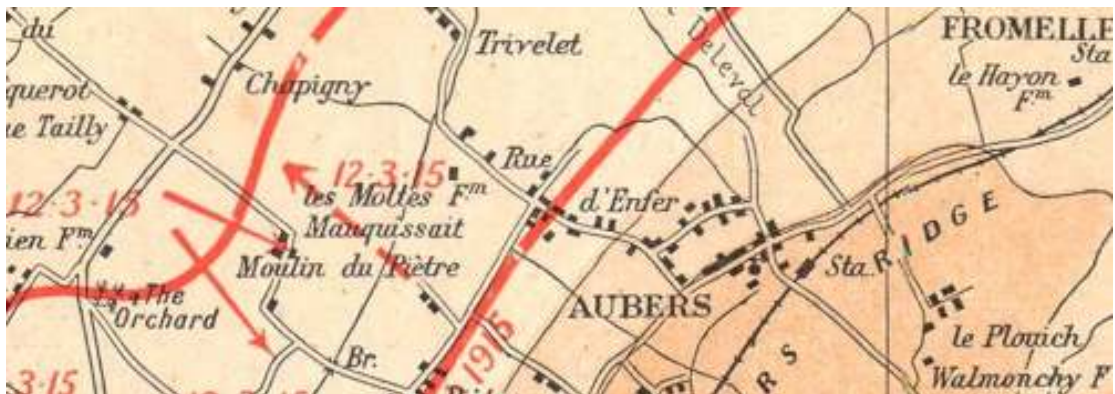 du
Trivelet
FROMELLE
Sta
le Hayon
Fm
Deleval
Chapigny
querot
e Tailly
Rue
12·3·15
les Mottes Fm
d'Enfer
12·3·15
Mauquissait
ien Fm
Moulin du Piètre
Sta.
RIDGE
The
Orchard
AUBERS
le Plouich
Br.
1915
RS
3·15
Walmonchy F